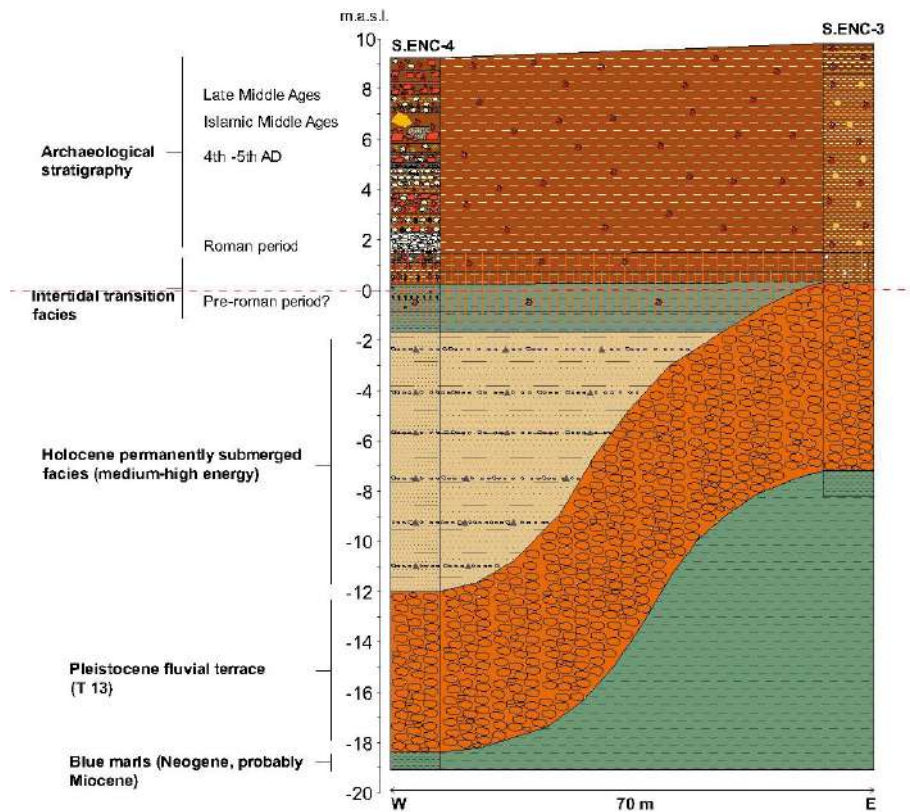 m.a.s.l.
S.ENC-4
S.ENC-3
10
8
6
4
2
0
-2
-4
-6
-8
-10
-12
-14
-16
-18
-20
Late Middle Ages
Islamic Middle Ages
Archaeological
stratigraphy
4th -5th AD
Roman period
Intertidal transition
facies
Pre-roman period?
Holocene permanently submerged
facies (medium-high energy)
Pleistocene fluvial terrace
(T 13)
Blue marls (Neogene, probably
Miocene)
W
70 m
E